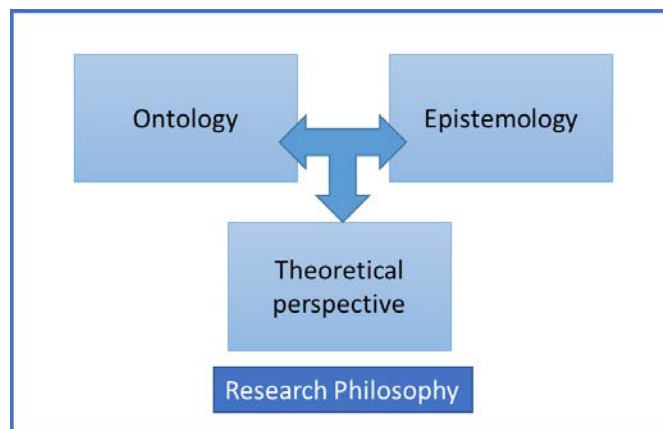 Ontology
Epistemology
Theoretical
perspective
Research Philosophy